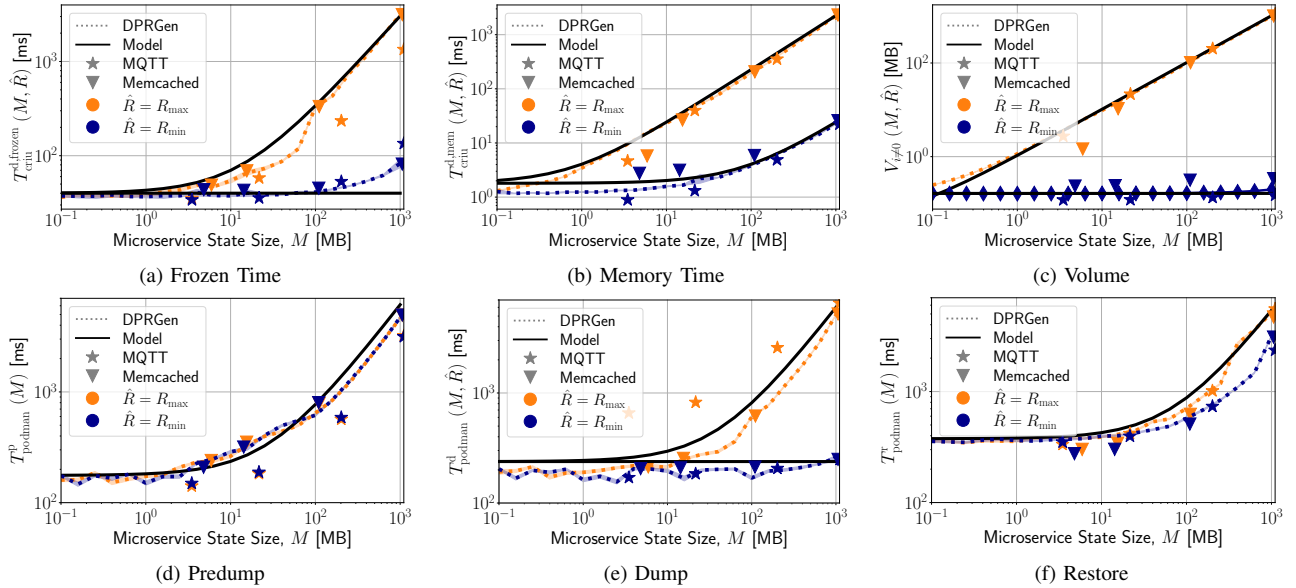 T^{d,frozen}_{criu} (M, R̂) [ms]
10^3
10^2
DPRGen
Model
MQTT
Memcached
R̂ = R_max
R̂ = R_min
10^{-1} 10^0 10^1 10^2 10^3
Microservice State Size, M [MB]
(a) Frozen Time
T^{d,mem}_{criu} (M, R̂) [ms]
10^3
10^2
10^1
10^0
DPRGen
Model
MQTT
Memcached
R̂ = R_max
R̂ = R_min
10^{-1} 10^0 10^1 10^2 10^3
Microservice State Size, M [MB]
(b) Memory Time
V_{i≠0} (M, R̂) [MB]
10^2
10^0
DPRGen
Model
MQTT
Memcached
R̂ = R_max
R̂ = R_min
10^{-1} 10^0 10^1 10^2 10^3
Microservice State Size, M [MB]
(c) Volume
T^p_{podman} (M) [ms]
10^3
10^2
DPRGen
Model
MQTT
Memcached
R̂ = R_max
R̂ = R_min
10^{-1} 10^0 10^1 10^2 10^3
Microservice State Size, M [MB]
(d) Predump
T^d_{podman} (M, R̂) [ms]
10^3
10^2
DPRGen
Model
MQTT
Memcached
R̂ = R_max
R̂ = R_min
10^{-1} 10^0 10^1 10^2 10^3
Microservice State Size, M [MB]
(e) Dump
T^r_{podman} (M) [ms]
10^3
10^2
DPRGen
Model
MQTT
Memcached
R̂ = R_max
R̂ = R_min
10^{-1} 10^0 10^1 10^2 10^3
Microservice State Size, M [MB]
(f) Restore